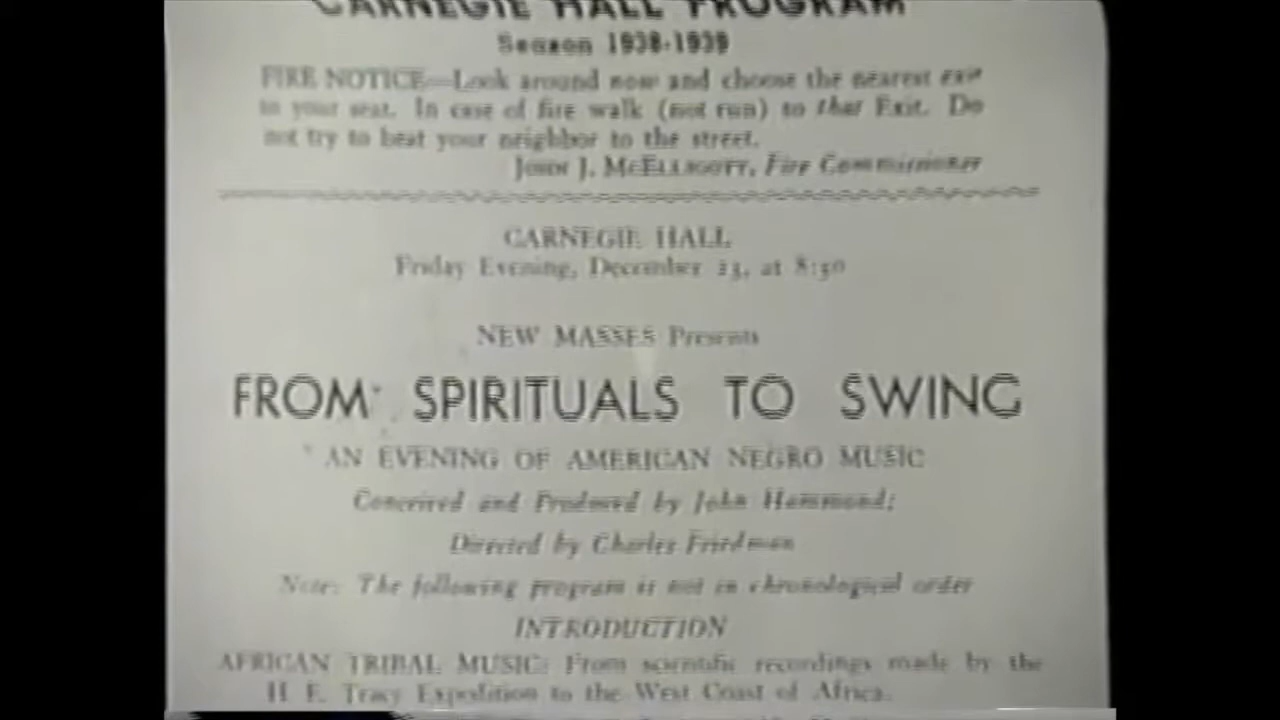 CARNEGIE HALL PROGRAM
Season 1938-1939
FIRE NOTICE—Look around now and choose the nearest exit
to your seat. In case of fire walk (not run) to that Exit. Do
not try to beat your neighbor to the street.
JOHN J. MCELLIGOTT, Fire Commissioner
CARNEGIE HALL
Friday Evening, December 23, at 8:30
NEW MASSES Presents
FROM SPIRITUALS TO SWING
AN EVENING OF AMERICAN NEGRO MUSIC
Conceived and Produced by John Hammond;
Directed by Charles Friedman
Note: The following program is not in chronological order
INTRODUCTION
AFRICAN TRIBAL MUSIC: From scientific recordings made by the
H. E. Tracy Expedition to the West Coast of Africa.